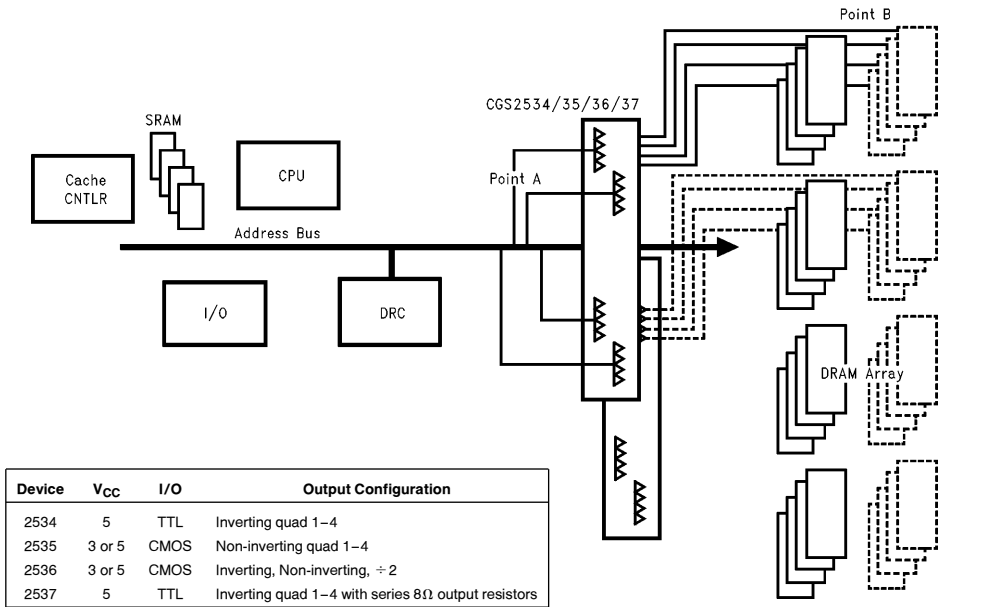 Point B
CGS2534/35/36/37
SRAM
Cache
CNTLR
CPU
Point A
Address Bus
I/O
DRC
DRAM Array
Device VCC I/O Output Configuration
2534 5 TTL Inverting quad 1–4
2535 3 or 5 CMOS Non-inverting quad 1–4
2536 3 or 5 CMOS Inverting, Non-inverting, ÷2
2537 5 TTL Inverting quad 1–4 with series 8Ω output resistors